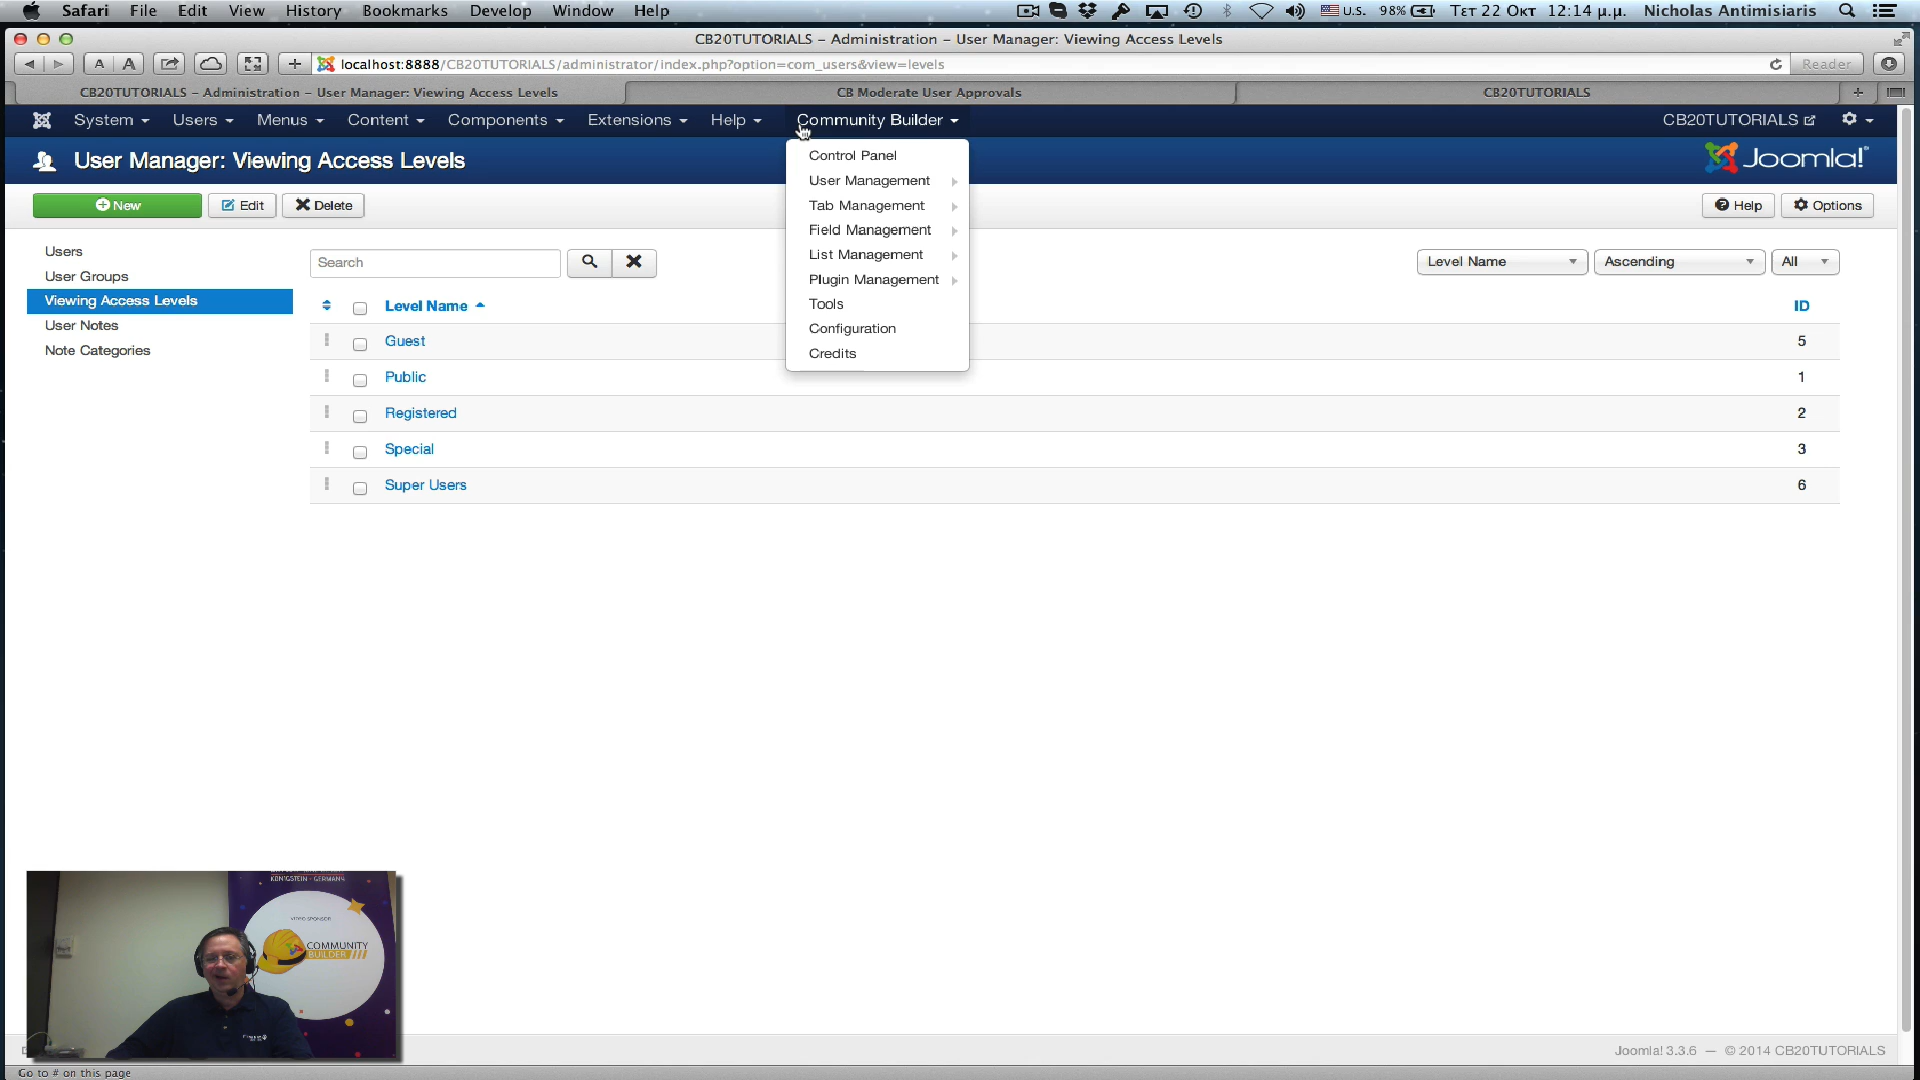 Safari File Edit View History Bookmarks Develop Window Help U.S. 98% Τετ 22 Οκτ 12:14 μ.μ. Nicholas Antimisiaris
CB20TUTORIALS – Administration – User Manager: Viewing Access Levels
A A + localhost:8888/CB20TUTORIALS/administrator/index.php?option=com_users&view=levels Reader
CB20TUTORIALS – Administration – User Manager: Viewing Access Levels CB Moderate User Approvals CB20TUTORIALS +
System Users Menus Content Components Extensions Help Community Builder CB20TUTORIALS
User Manager: Viewing Access Levels Joomla!®
New Edit Delete Help Options
Control Panel
User Management
Tab Management
Field Management
List Management
Plugin Management
Tools
Configuration
Credits
Users
User Groups
Viewing Access Levels
User Notes
Note Categories
Search Level Name Ascending All
Level Name ID
Guest 5
Public 1
Registered 2
Special 3
Super Users 6
KÖNIGSTEIN - GERMANY
VIDEO SPONSOR
COMMUNITY
BUILDER
Joomla! 3.3.6 — © 2014 CB20TUTORIALS
Go to # on this page